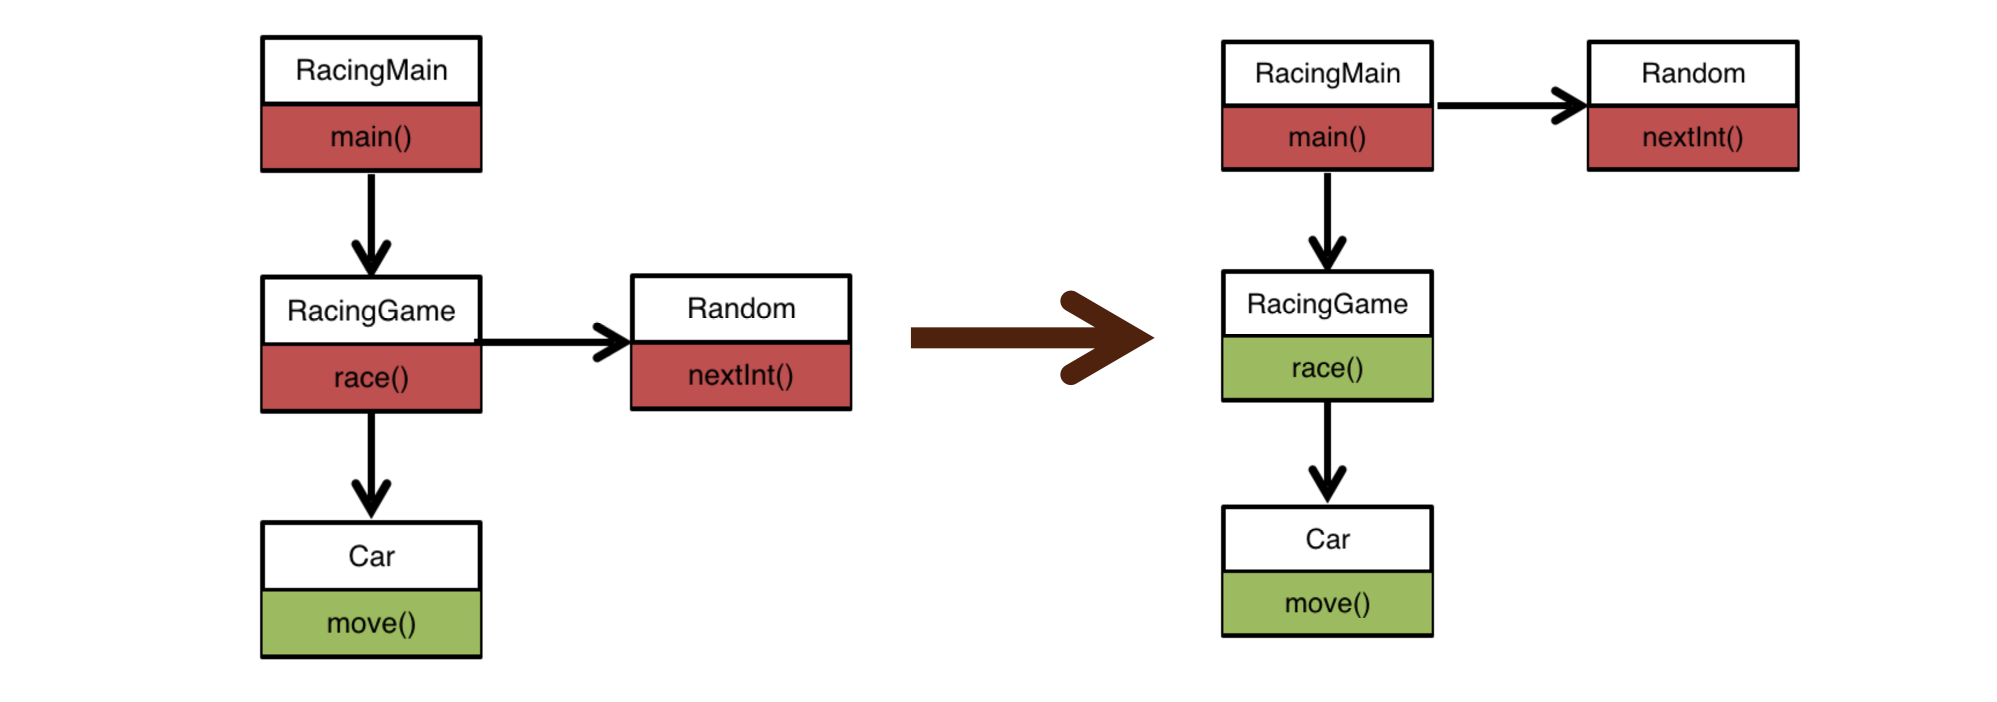 RacingMain
main()
RacingGame
race()
Random
nextInt()
Car
move()
RacingMain
main()
Random
nextInt()
RacingGame
race()
Car
move()